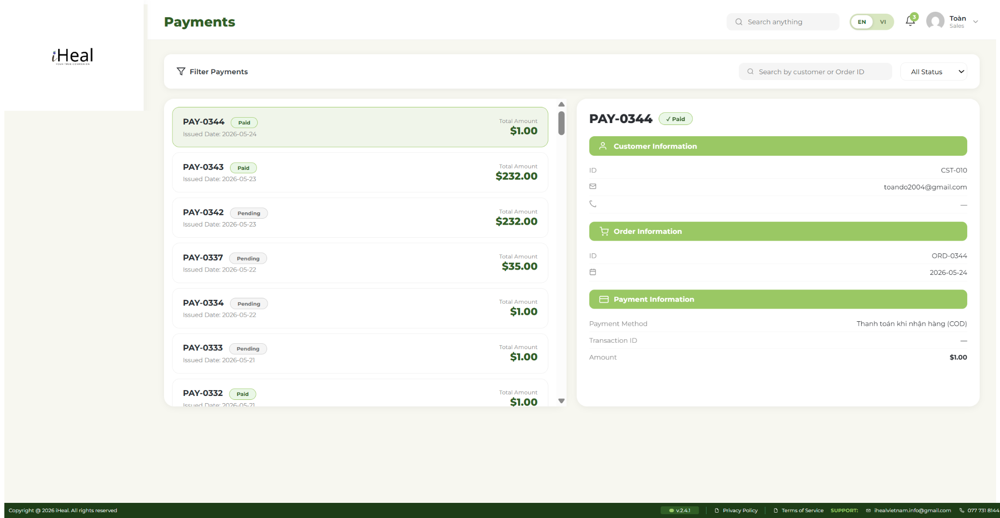 Payments
Search anything
EN VI
3
Toàn
Sales
iHeal
YOUR TRUE COMPANION
Filter Payments
Search by customer or Order ID
All Status
PAY-0344 Paid
Issued Date: 2026-05-24
Total Amount
$1.00
PAY-0343 Paid
Issued Date: 2026-05-23
Total Amount
$232.00
PAY-0342 Pending
Issued Date: 2026-05-23
Total Amount
$232.00
PAY-0337 Pending
Issued Date: 2026-05-22
Total Amount
$35.00
PAY-0334 Pending
Issued Date: 2026-05-22
Total Amount
$1.00
PAY-0333 Pending
Issued Date: 2026-05-21
Total Amount
$1.00
PAY-0332 Paid
Issued Date: 2026-05-21
Total Amount
$1.00
PAY-0344 ✓ Paid
Customer Information
ID CST-010
toando2004@gmail.com
—
Order Information
ID ORD-0344
2026-05-24
Payment Information
Payment Method Thanh toán khi nhận hàng (COD)
Transaction ID —
Amount $1.00
Copyright @ 2026 iHeal. All rights reserved
v.2.4.1
Privacy Policy
Terms of Service
SUPPORT: ihealvietnam.info@gmail.com 077 731 8144